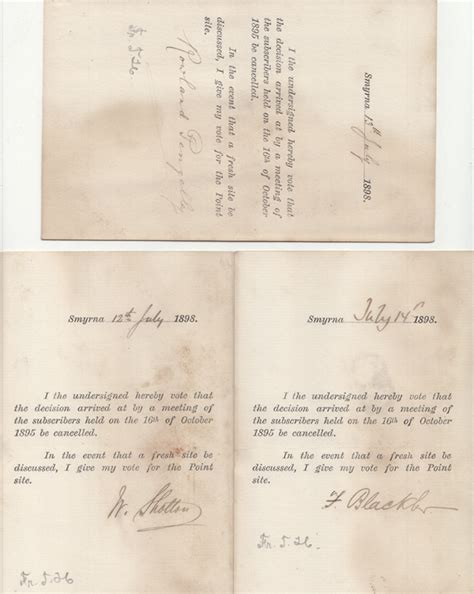 Smyrna 13th July 1898.
I the undersigned hereby vote that
the decision arrived at by a meeting of
the subscribers held on the 16th of October
1895 be cancelled.
In the event that a fresh site be
discussed, I give my vote for the Point
site.
Rowland Pengelly
Smyrna 12th July 1898.
I the undersigned hereby vote that
the decision arrived at by a meeting of
the subscribers held on the 16th of October
1895 be cancelled.
In the event that a fresh site be
discussed, I give my vote for the Point
site.
W. Shotton
Smyrna July 14 1898.
I the undersigned hereby vote that
the decision arrived at by a meeting of
the subscribers held on the 16th of October
1895 be cancelled.
In the event that a fresh site be
discussed, I give my vote for the Point
site.
F. Blackler